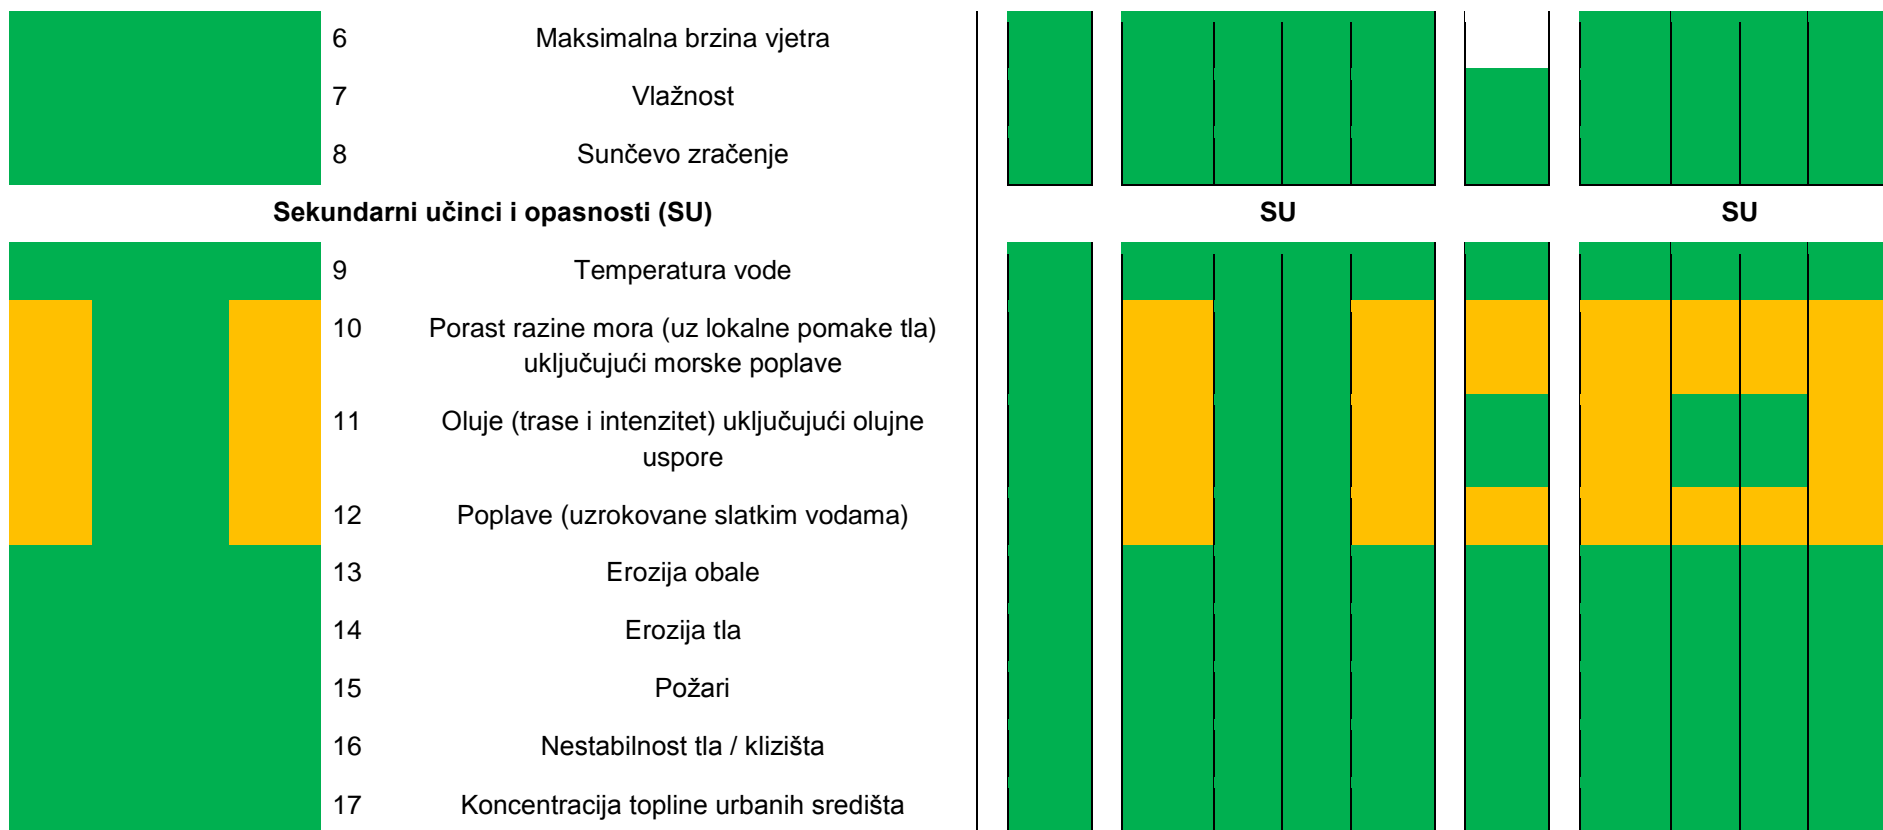 6 Maksimalna brzina vjetra
7 Vlažnost
8 Sunčevo zračenje
Sekundarni učinci i opasnosti (SU) SU SU
9 Temperatura vode
10 Porast razine mora (uz lokalne pomake tla)
uključujući morske poplave
11 Oluje (trase i intenzitet) uključujući olujne
uspore
12 Poplave (uzrokovane slatkim vodama)
13 Erozija obale
14 Erozija tla
15 Požari
16 Nestabilnost tla / klizišta
17 Koncentracija topline urbanih središta